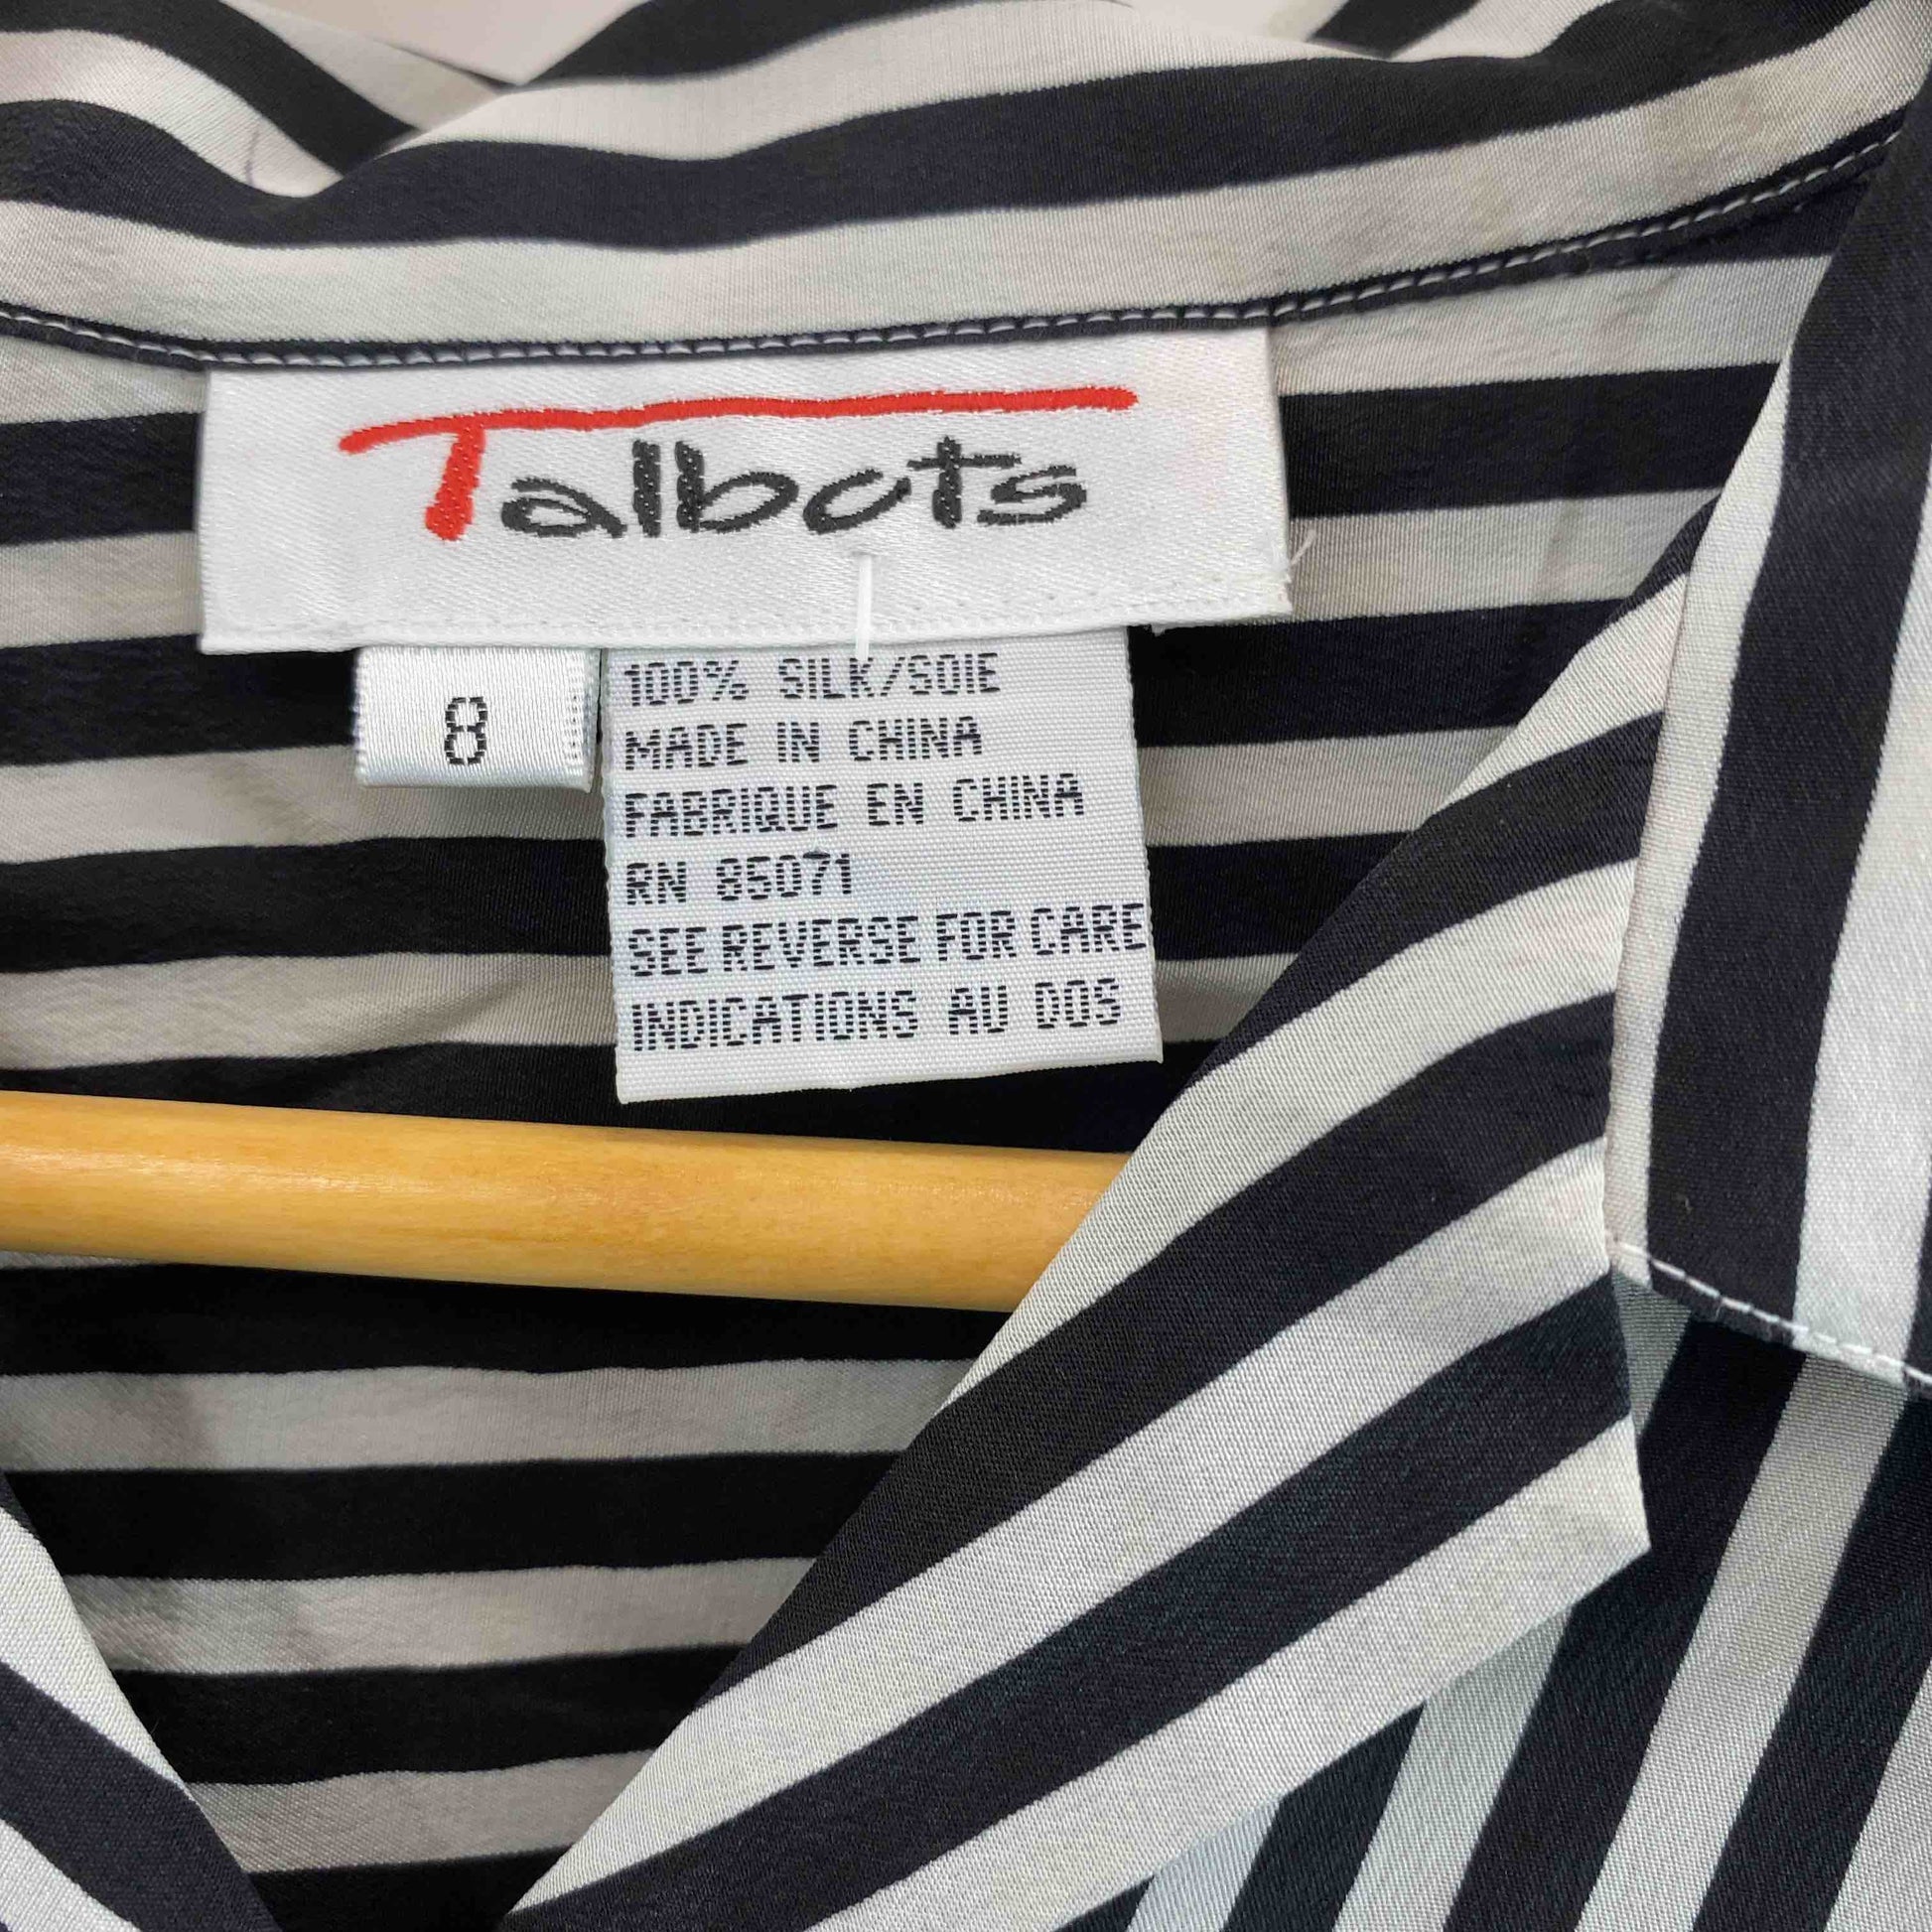 Talbots
8
100% SILK/SOIE
MADE IN CHINA
FABRIQUE EN CHINA
RN 85071
SEE REVERSE FOR CARE
INDICATIONS AU DOS